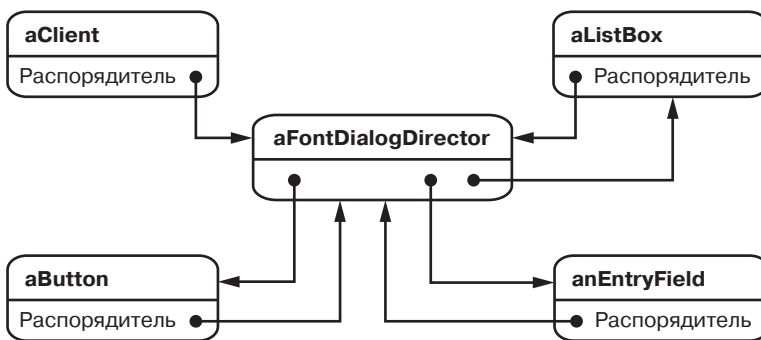 aClient
Распорядитель
aListBox
Распорядитель
aFontDialogDirector
aButton
Распорядитель
anEntryField
Распорядитель